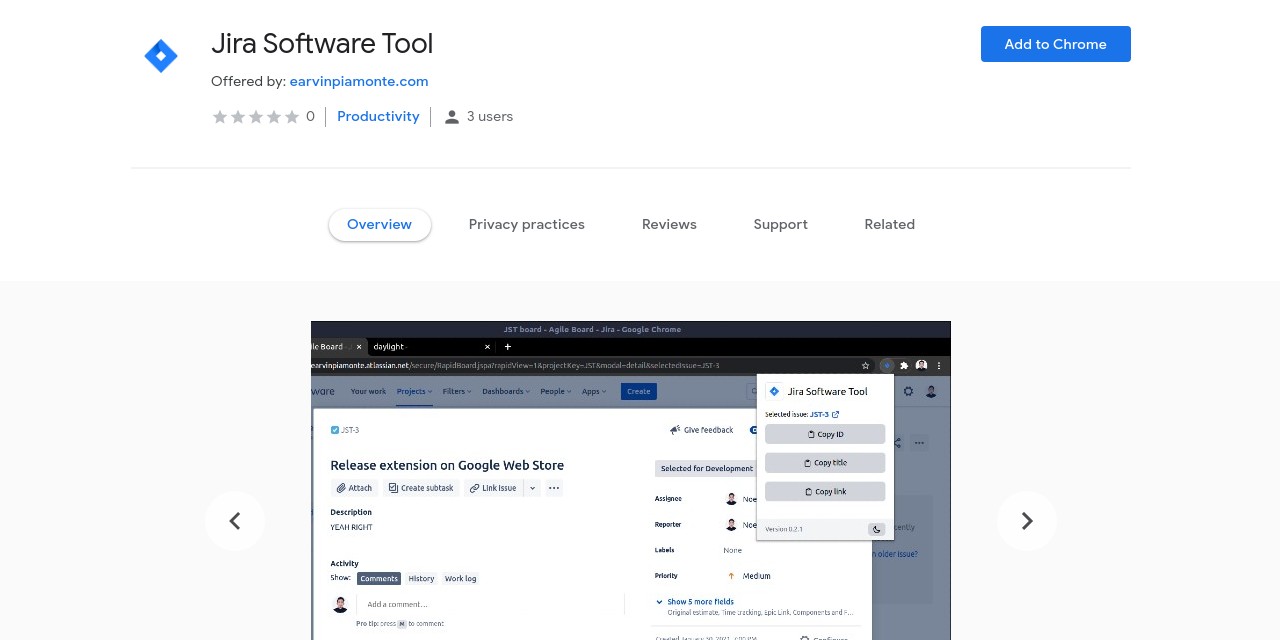 Jira Software Tool
Add to Chrome
Offered by: earvinpiamonte.com
0 Productivity 3 users
Overview Privacy practices Reviews Support Related
JST board - Agile Board - Jira - Google Chrome
ile Board - J × daylight - × +
earvinpiamonte.atlassian.net/secure/RapidBoard.jspa?rapidView=1&projectKey=JST&modal=detail&selectedIssue=JST-3
Your work Projects Filters Dashboards People Apps Create
Jira Software Tool
Selected issue: JST-3
Copy ID
Copy title
Copy link
Version 0.2.1
JST-3
Give feedback
Release extension on Google Web Store
Selected for Development
Attach Create subtask Link issue
Description
YEAH RIGHT
Assignee Noe
Reporter Noe
Labels None
Priority Medium
Activity
Show: Comments History Work log
Add a comment...
Pro tip: press M to comment
Show 5 more fields
Original estimate, Time tracking, Epic Link, Components and F...
n older issue?